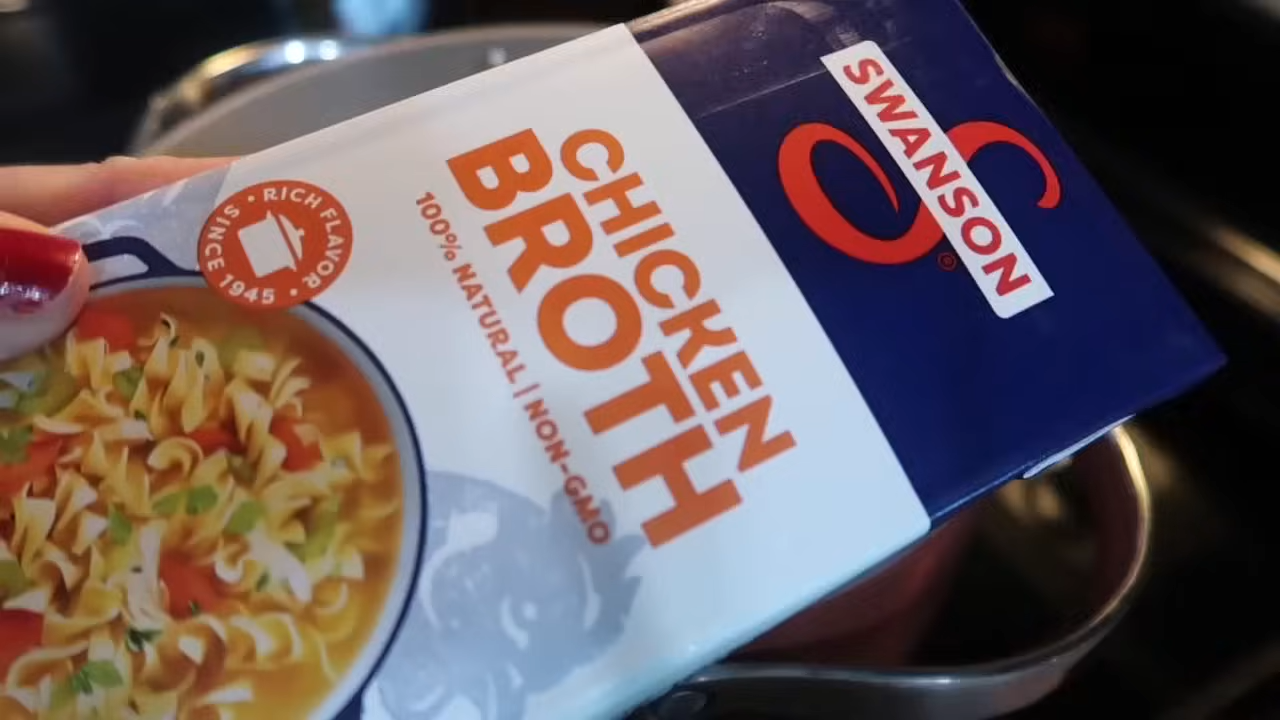 SWANSON
®
CHICKEN
BROTH
100% NATURAL | NON-GMO
RICH FLAVOR • SINCE 1945 •